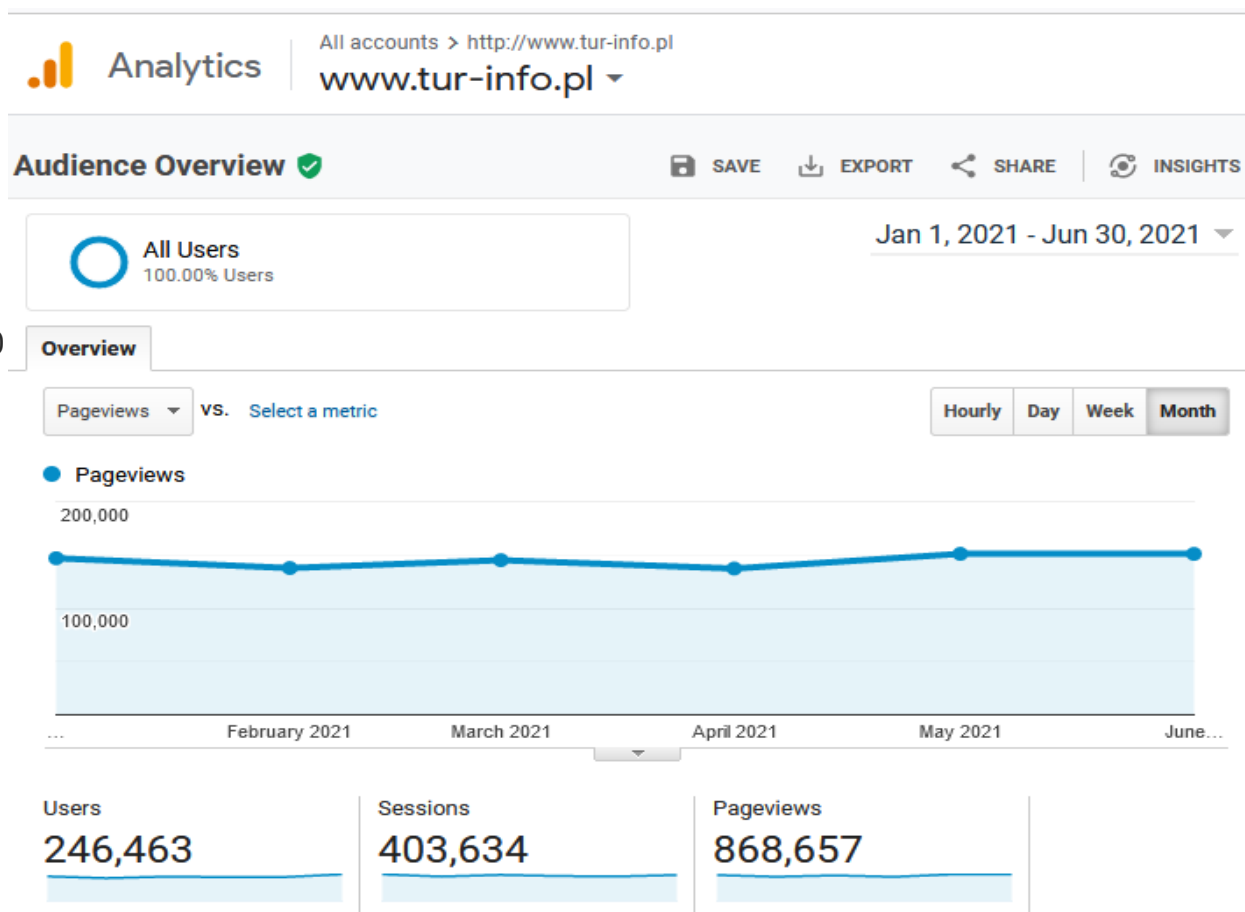 All accounts > http://www.tur-info.pl
Analytics
www.tur-info.pl
Audience Overview
SAVE
EXPORT
SHARE
INSIGHTS
All Users
100.00% Users
Jan 1, 2021 - Jun 30, 2021
Overview
Pageviews
VS.
Select a metric
Hourly
Day
Week
Month
Pageviews
200,000
100,000
...
February 2021
March 2021
April 2021
May 2021
June...
Users
Sessions
Pageviews
246,463
403,634
868,657